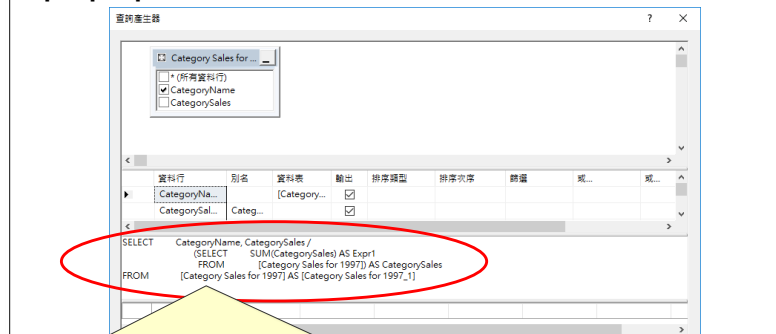 查詢產生器 ? ×
Category Sales for ...
* (所有資料行)
CategoryName
CategorySales
資料行 別名 資料表 輸出 排序類型 排序次序 篩選 或... 或...
CategoryNa... [Category...
CategorySal... Categ...
SELECT CategoryName, CategorySales /
(SELECT SUM(CategorySales) AS Expr1
FROM [Category Sales for 1997]) AS CategorySales
FROM [Category Sales for 1997] AS [Category Sales for 1997_1]